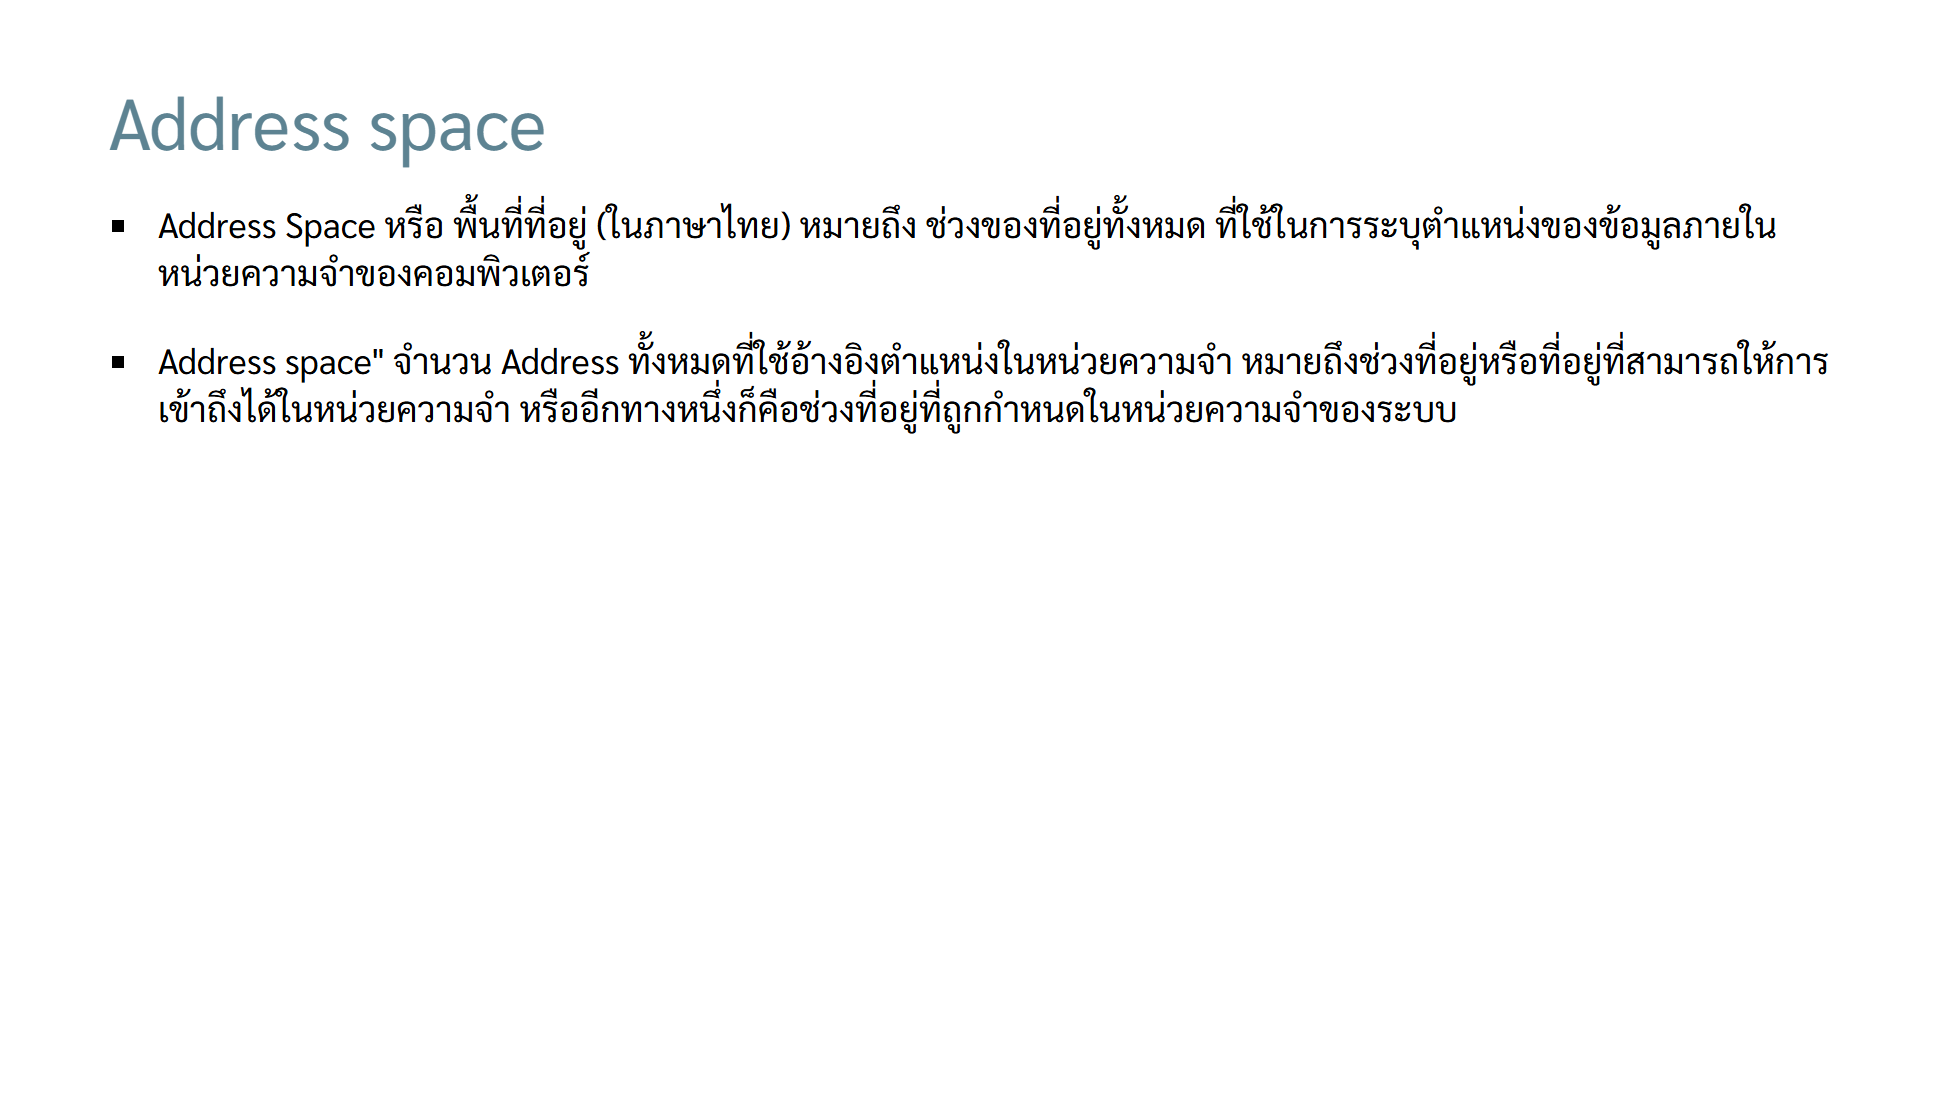 Address space
▪ Address Space หรือ พื้นที่ที่อยู่ (ในภาษาไทย) หมายถึง ช่วงของที่อยู่ทั้งหมด ที่ใช้ในการระบุตำแหน่งของข้อมูลภายใน
หน่วยความจำของคอมพิวเตอร์
▪ Address space" จำนวน Address ทั้งหมดที่ใช้อ้างอิงตำแหน่งในหน่วยความจำ หมายถึงช่วงที่อยู่หรือที่อยู่ที่สามารถให้การ
เข้าถึงได้ในหน่วยความจำ หรืออีกทางหนึ่งก็คือช่วงที่อยู่ที่ถูกกำหนดในหน่วยความจำของระบบ